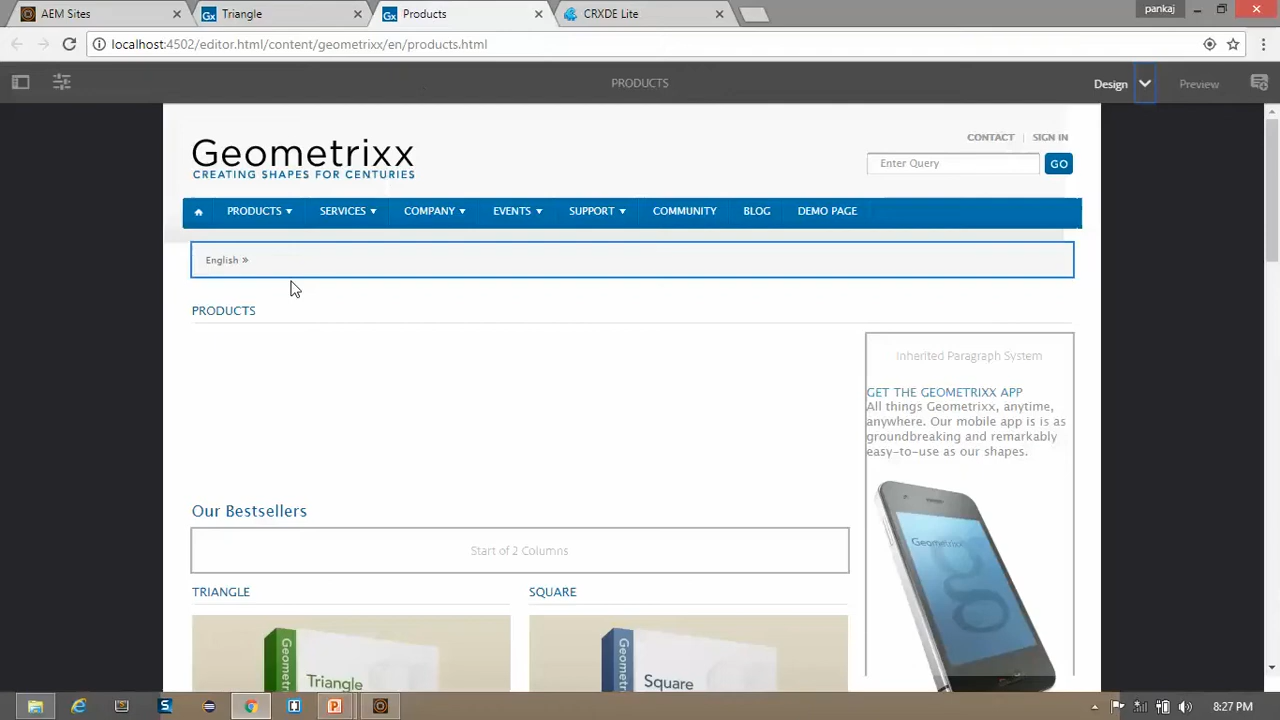 AEM Sites
Triangle
Products
CRXDE Lite
pankaj
localhost:4502/editor.html/content/geometrixx/en/products.html
PRODUCTS
Design
Preview
Geometrixx
CREATING SHAPES FOR CENTURIES
CONTACT | SIGN IN
Enter Query
GO
PRODUCTS SERVICES COMPANY EVENTS SUPPORT COMMUNITY BLOG DEMO PAGE
English »
PRODUCTS
Inherited Paragraph System
GET THE GEOMETRIXX APP
All things Geometrixx, anytime,
anywhere. Our mobile app is is as
groundbreaking and remarkably
easy-to-use as our shapes.
Geometrixx
Our Bestsellers
Start of 2 Columns
TRIANGLE
SQUARE
Geometrixx
Triangle
Geometrixx
Square
8:27 PM